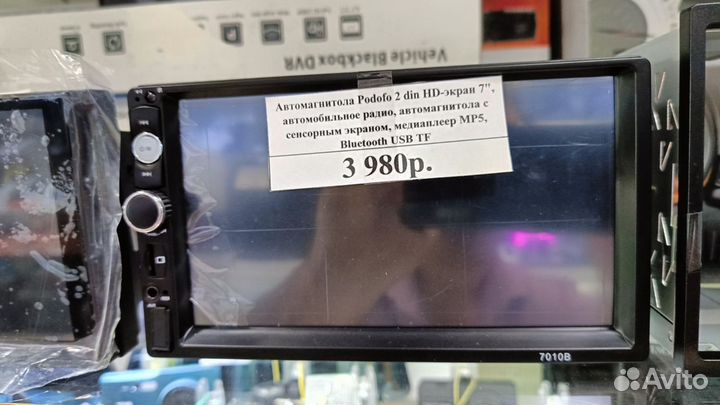 Vehicle Blackbox DVR
Автомагнитола Podofo 2 din HD-экран 7",
автомобильное радио, автомагнитола с
сенсорным экраном, медиаплеер MP5,
Bluetooth USB TF
3 980р.
7010B
Avito